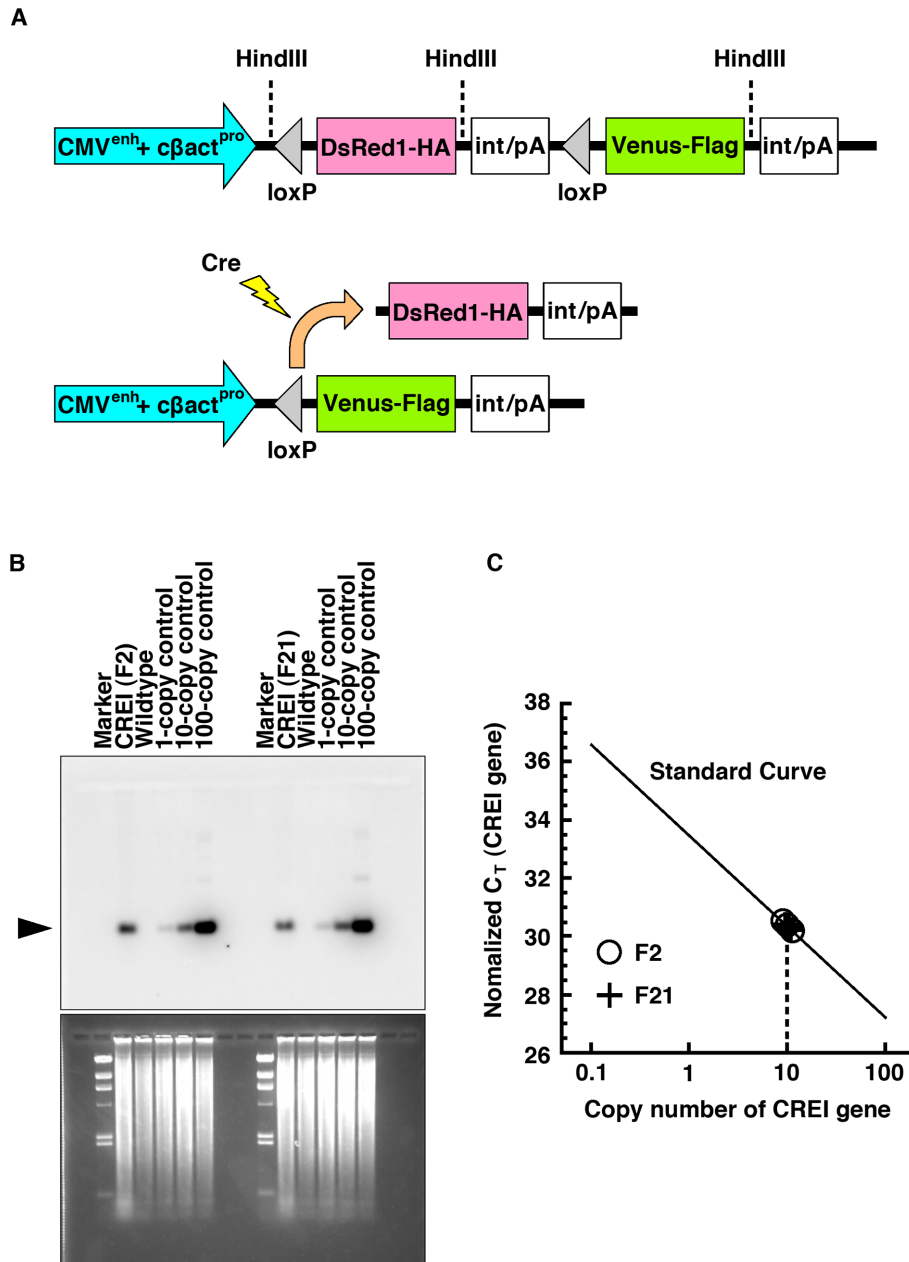 A
HindIII HindIII HindIII
CMVenh+ cβactpro DsRed1-HA int/pA Venus-Flag int/pA
loxP loxP
Cre
DsRed1-HA int/pA
CMVenh+ cβactpro Venus-Flag int/pA
loxP
B
Marker
CREI (F2)
Wildtype
1-copy control
10-copy control
100-copy control
Marker
CREI (F21)
Wildtype
1-copy control
10-copy control
100-copy control
C
Nomalized CT (CREI gene)
38
36
34
32
30
28
26
Standard Curve
F2
F21
0.1 1 10 100
Copy number of CREI gene